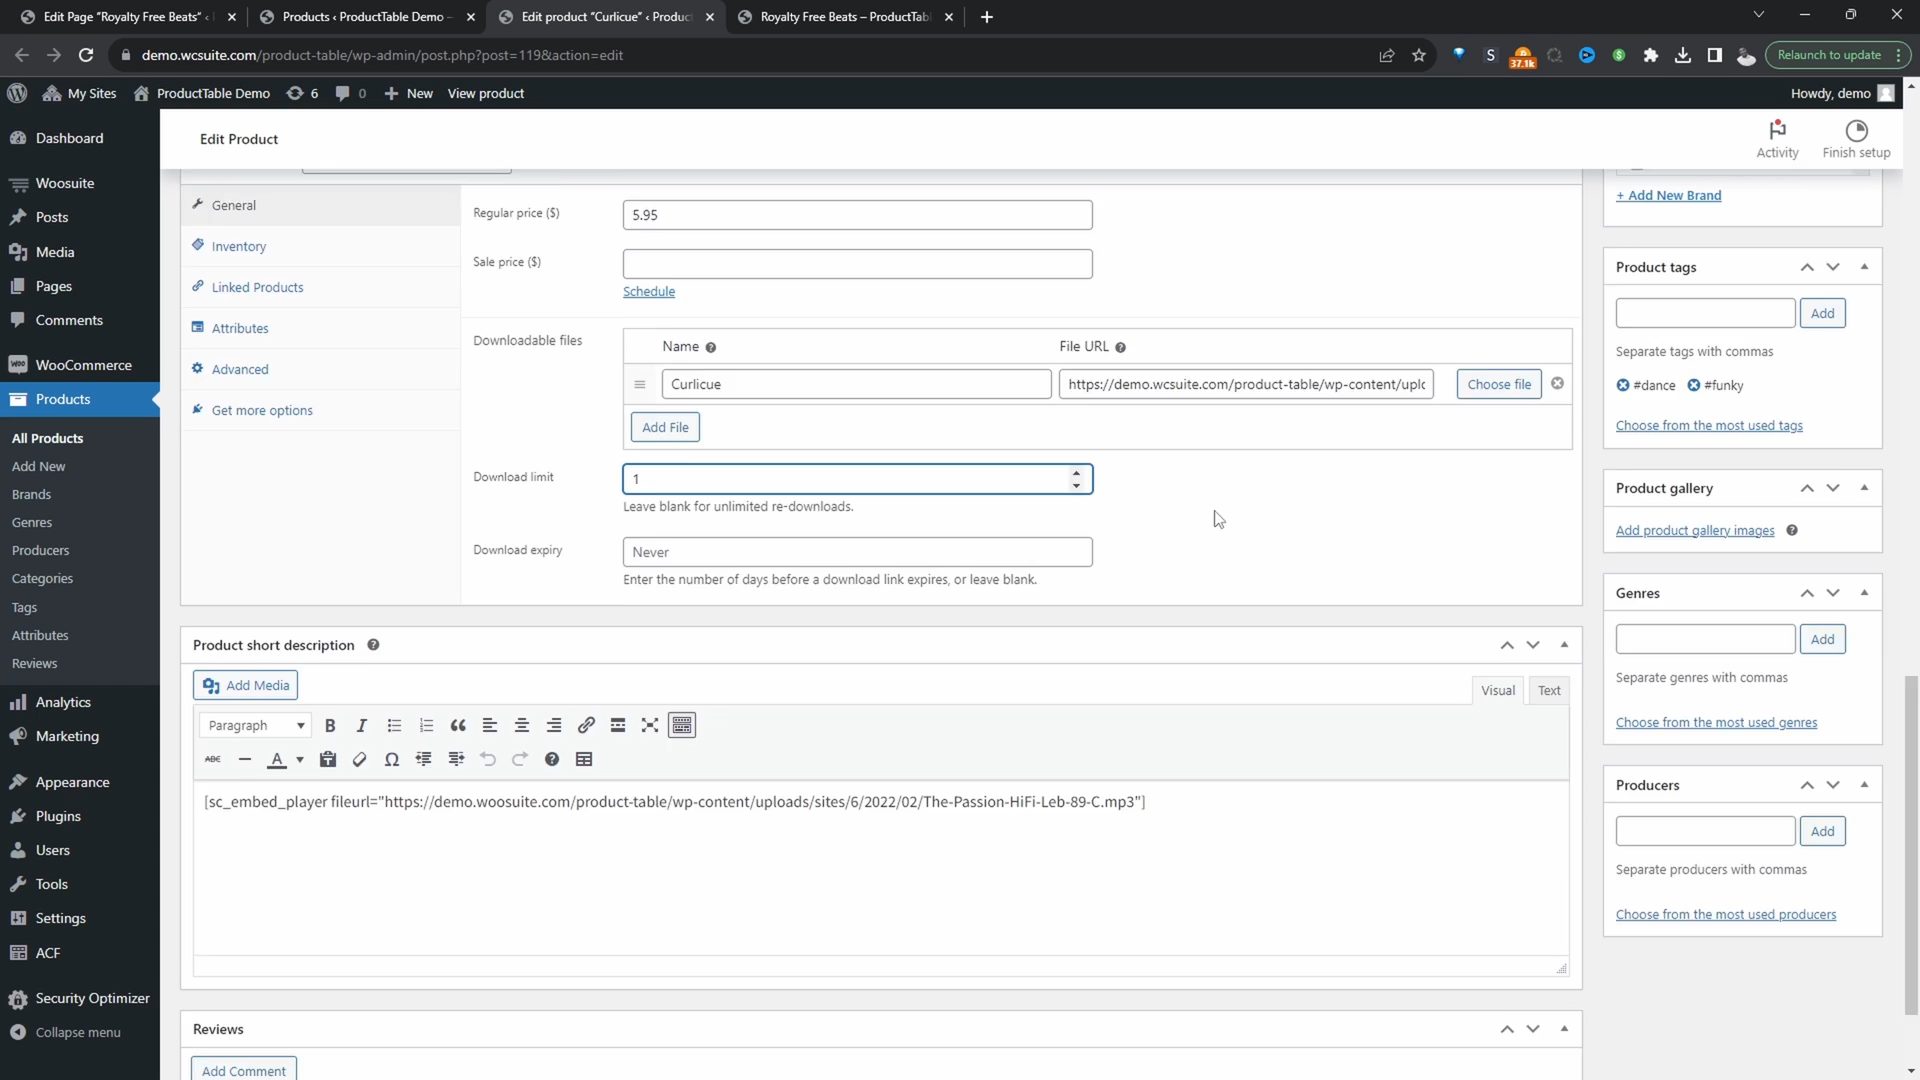 Edit Page "Royalty Free Beats" ‹
Products ‹ ProductTable Demo –
Edit product "Curlicue" ‹ Produc
Royalty Free Beats – ProductTab
demo.wcsuite.com/product-table/wp-admin/post.php?post=119&action=edit
S
37.1k
Relaunch to update
My Sites
ProductTable Demo
6
0
New
View product
Howdy, demo
Dashboard
Woosuite
Posts
Media
Pages
Comments
WooCommerce
Products
All Products
Add New
Brands
Genres
Producers
Categories
Tags
Attributes
Reviews
Analytics
Marketing
Appearance
Plugins
Users
Tools
Settings
ACF
Security Optimizer
Collapse menu
Edit Product
Activity
Finish setup
General
Inventory
Linked Products
Attributes
Advanced
Get more options
Regular price ($)
5.95
Sale price ($)
Schedule
Downloadable files
Name
File URL
Curlicue
https://demo.wcsuite.com/product-table/wp-content/uplc
Choose file
Add File
Download limit
1
Leave blank for unlimited re-downloads.
Download expiry
Never
Enter the number of days before a download link expires, or leave blank.
Product short description
Add Media
Visual
Text
Paragraph
B
I
ABC
A
Ω
[sc_embed_player fileurl="https://demo.woosuite.com/product-table/wp-content/uploads/sites/6/2022/02/The-Passion-HiFi-Leb-89-C.mp3"]
Reviews
Add Comment
+ Add New Brand
Product tags
Add
Separate tags with commas
#dance
#funky
Choose from the most used tags
Product gallery
Add product gallery images
Genres
Add
Separate genres with commas
Choose from the most used genres
Producers
Add
Separate producers with commas
Choose from the most used producers